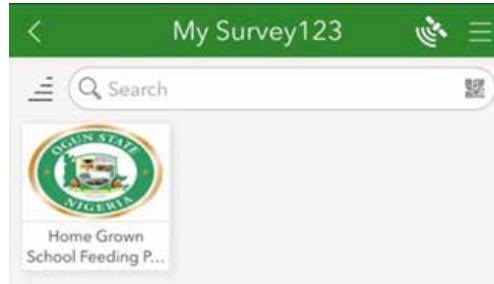 My Survey123
Search
OGUN STATE
NIGERIA
Home Grown
School Feeding P...